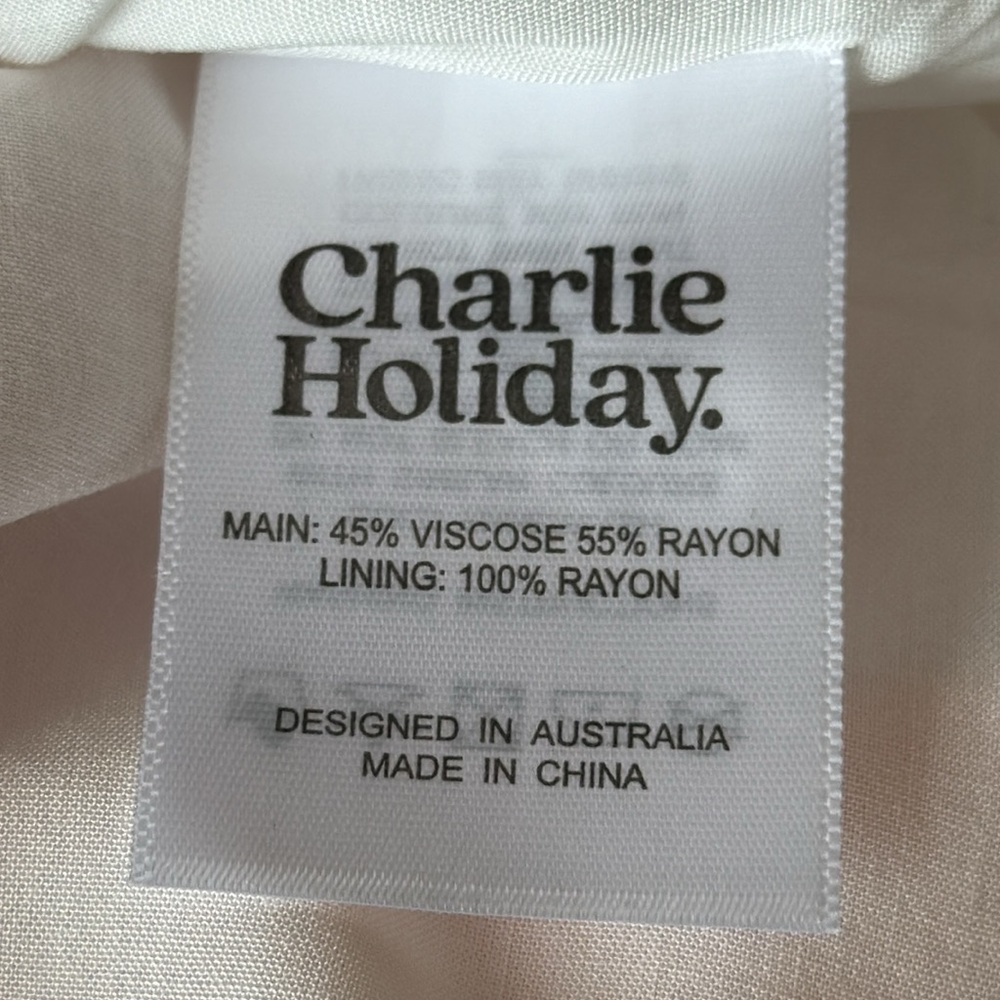 Charlie
Holiday.
MAIN: 45% VISCOSE 55% RAYON
LINING: 100% RAYON
DESIGNED IN AUSTRALIA
MADE IN CHINA